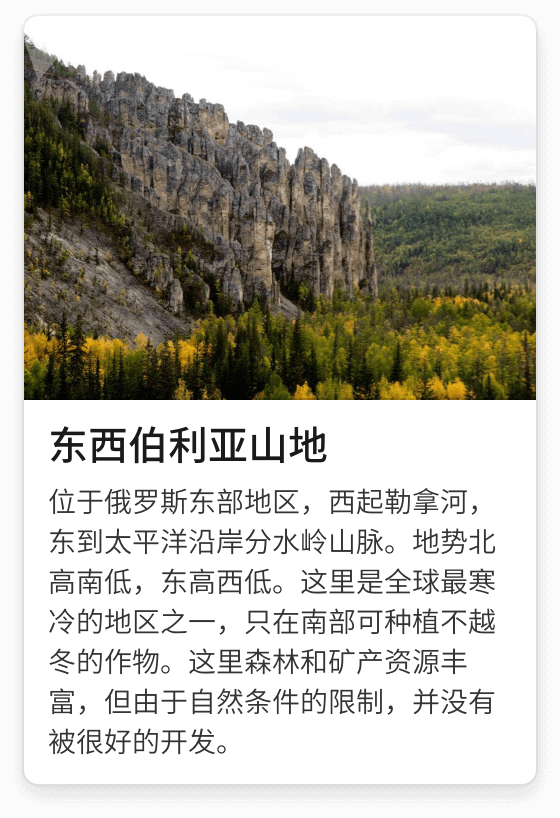 东西伯利亚山地
位于俄罗斯东部地区，西起勒拿河，
东到太平洋沿岸分水岭山脉。地势北
高南低，东高西低。这里是全球最寒
冷的地区之一，只在南部可种植不越
冬的作物。这里森林和矿产资源丰
富，但由于自然条件的限制，并没有
被很好的开发。